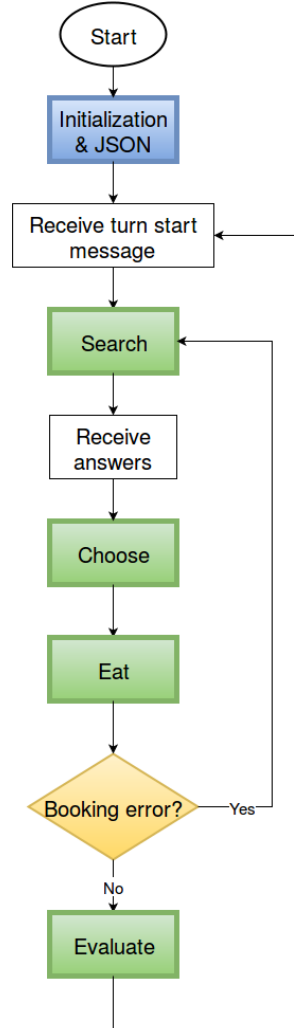 Start
Initialization
& JSON
Receive turn start
message
Search
Receive
answers
Choose
Eat
Booking error?
Yes
No
Evaluate